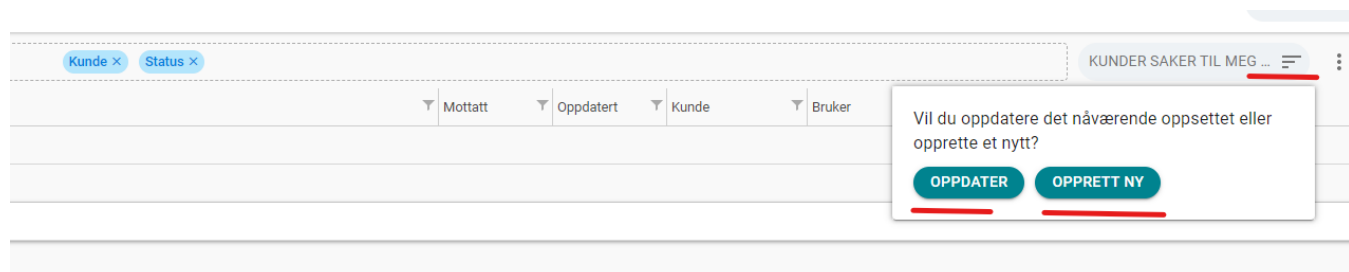 Kunde × Status × KUNDER SAKER TIL MEG ...
Mottatt Oppdatert Kunde Bruker
Vil du oppdatere det nåværende oppsettet eller
opprette et nytt?
OPPDATER OPPRETT NY